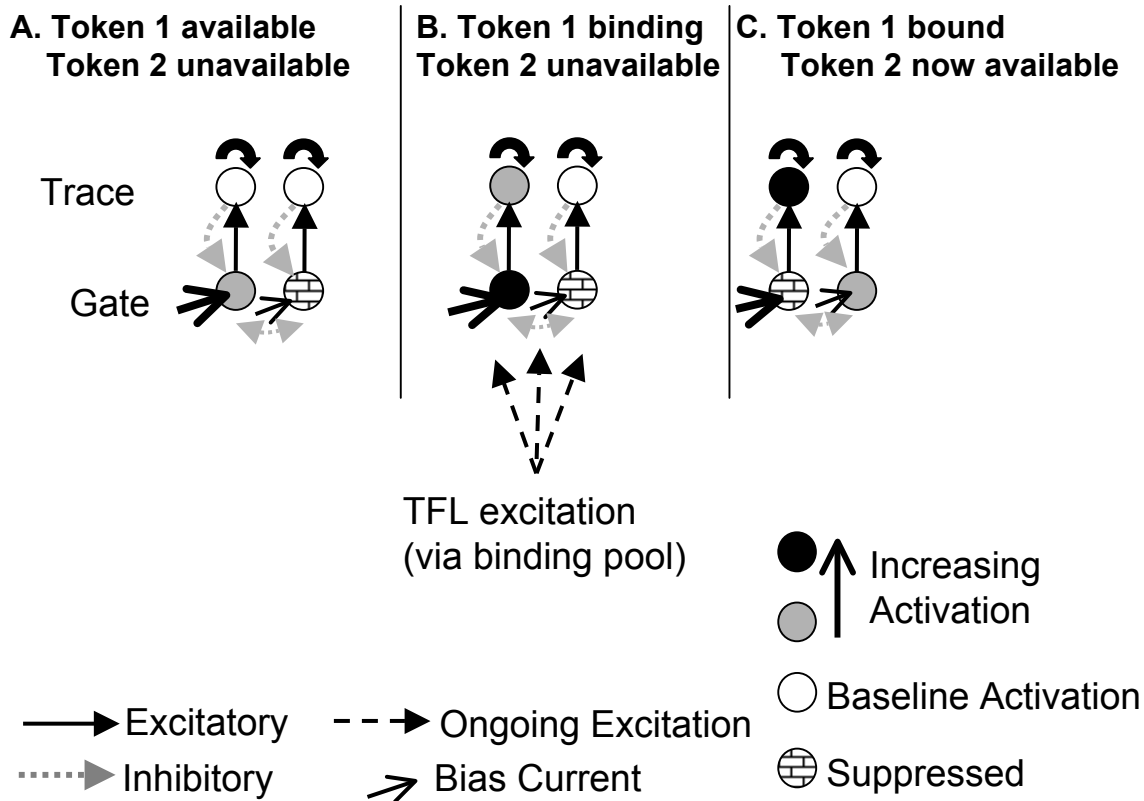 A. Token 1 available
Token 2 unavailable
B. Token 1 binding
Token 2 unavailable
C. Token 1 bound
Token 2 now available
Trace
Gate
TFL excitation
(via binding pool)
Increasing
Activation
Baseline Activation
Suppressed
Excitatory
Ongoing Excitation
Inhibitory
Bias Current